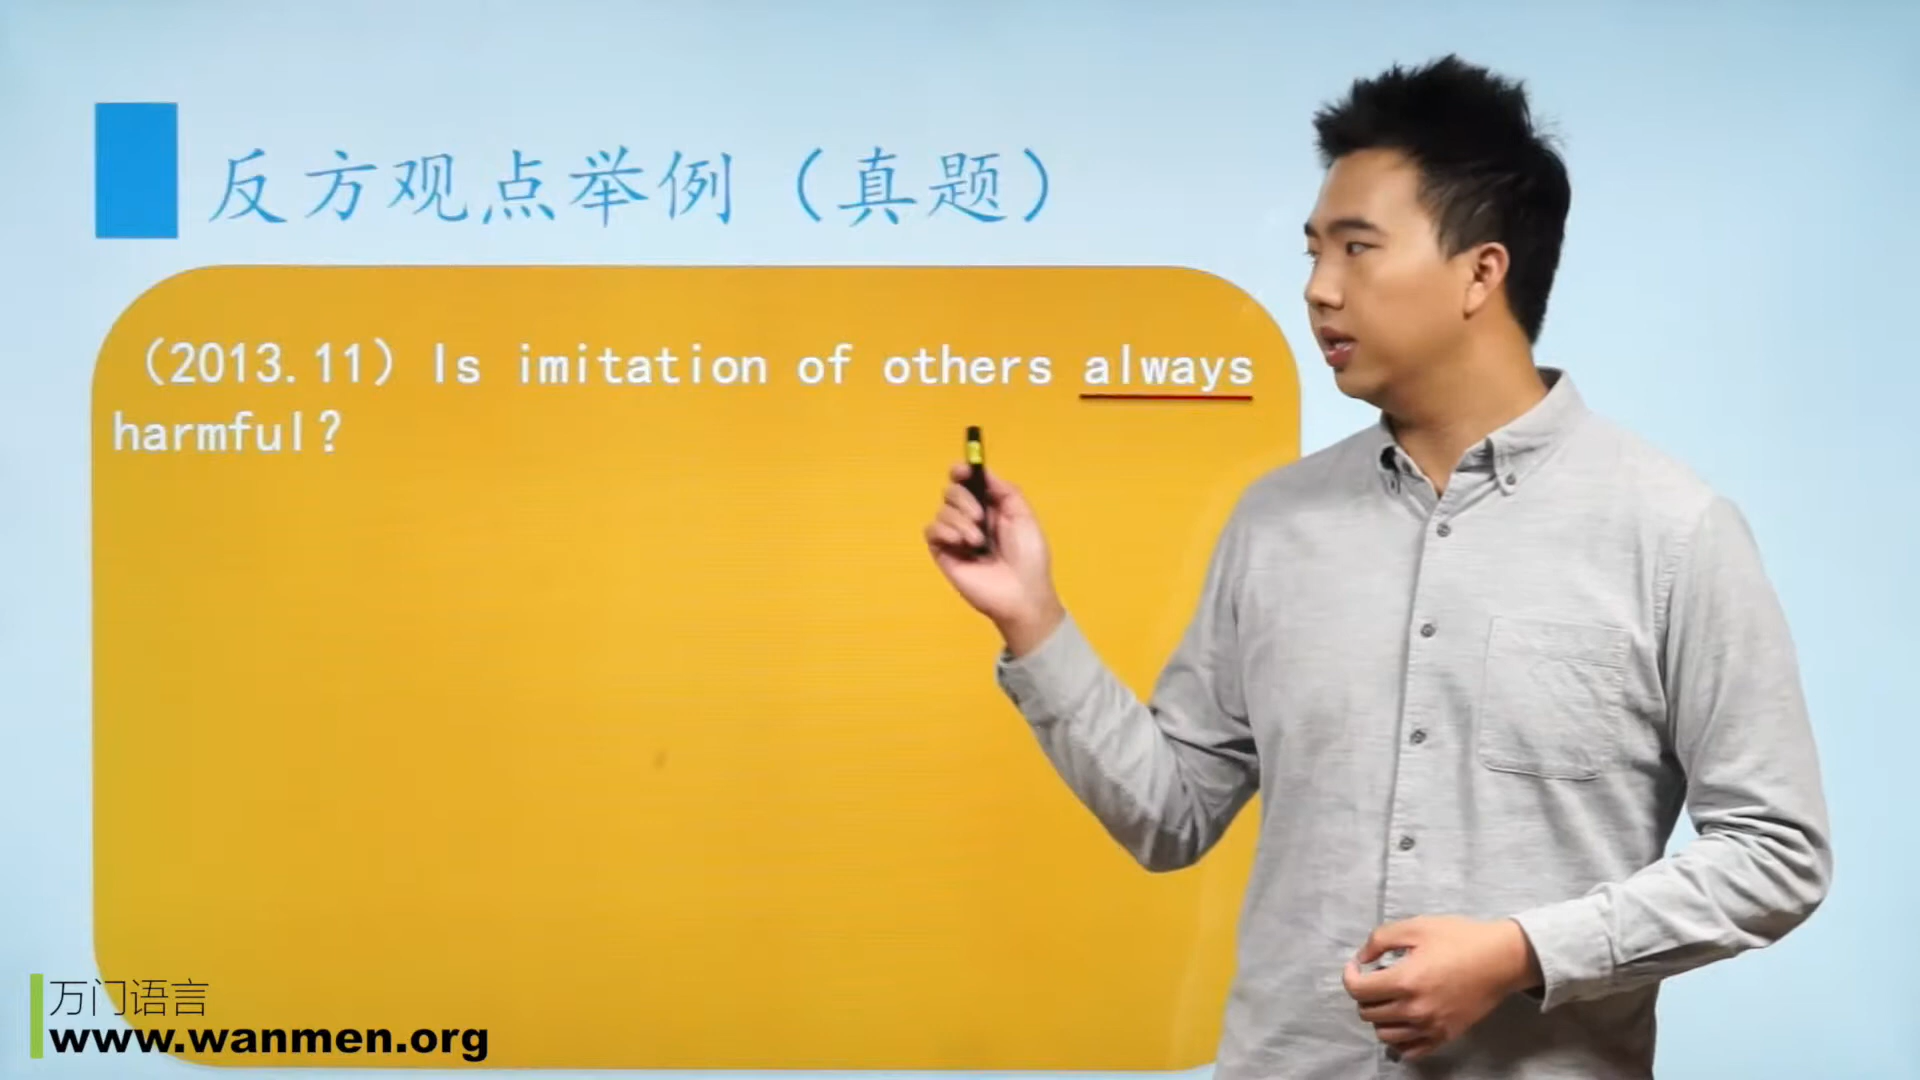 反方观点举例（真题）
（2013.11）Is imitation of others always
harmful?
万门语言
www.wanmen.org